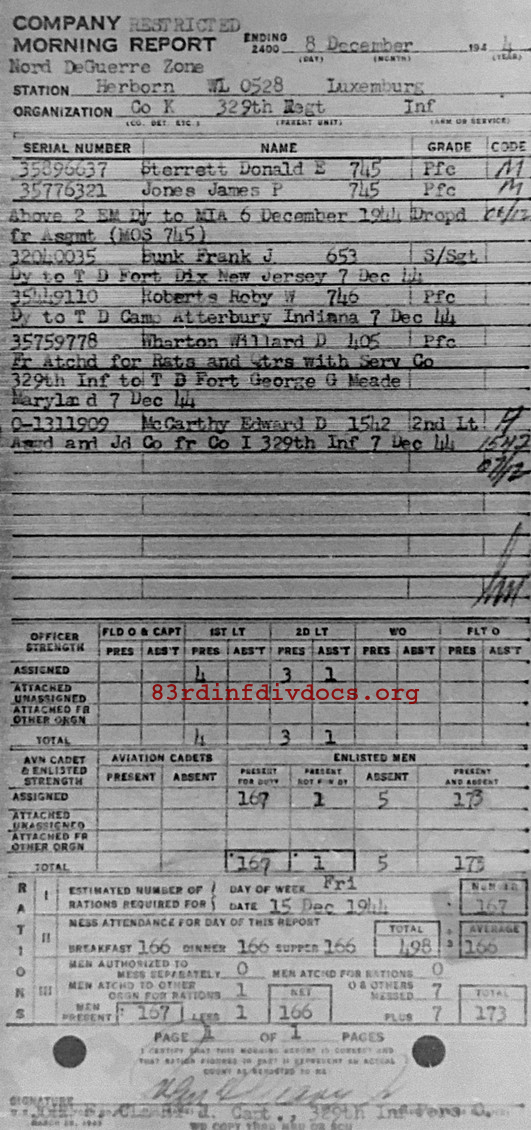 COMPANY RESTRICTED
MORNING REPORT ENDING 2400 8 December 1944
(DAY) (MONTH) (YEAR)
Nord DeGuerre Zone
STATION Herborn WL 0528 Luxemburg
ORGANIZATION Co K 329th Regt Inf
(CO. DET. ETC.) (PARENT UNIT) (ARM OR SERVICE)
SERIAL NUMBER NAME GRADE CODE
35896637 Sterrett Donald E 745 Pfc M
35776321 Jones James P 745 Pfc M
Above 2 EM Dy to MIA 6 December 1944 Dropd
fr Asgmt (MOS 745)
32040035 Bunk Frank J 653 S/Sgt
Dy to T D Fort Dix New Jersey 7 Dec 44
35449110 Roberts Roby W 746 Pfc
Dy to T D Camp Atterbury Indiana 7 Dec 44
35759778 Wharton Willard D 405 Pfc
Fr Atchd for Rats and Qtrs with Serv Co
329th Inf to T D Fort George G Meade
Maryland 7 Dec 44
O-1311909 McCarthy Edward D 1542 2nd Lt
Asgd and Jd Co fr Co I 329th Inf 7 Dec 44 1542
OFFICER STRENGTH FLD O & CAPT 1ST LT 2D LT WO FLT O
PRES ABS'T PRES ABS'T PRES ABS'T PRES ABS'T PRES ABS'T
ASSIGNED 4 3 1
ATTACHED UNASSIGNED
83rdinfdivdocs.org
ATTACHED FR OTHER ORGN
TOTAL 4 3 1
AVN CADET & ENLISTED STRENGTH AVIATION CADETS ENLISTED MEN
PRESENT ABSENT PRESENT FOR DUTY PRESENT NOT FOR DY ABSENT PRESENT AND ABSENT
ASSIGNED 167 1 5 173
ATTACHED UNASSIGNED
ATTACHED FR OTHER ORGN
TOTAL 167 1 5 173
RATIONS
I ESTIMATED NUMBER OF RATIONS REQUIRED FOR DAY OF WEEK Fri NUMBER
DATE 15 Dec 1944 167
II MESS ATTENDANCE FOR DAY OF THIS REPORT TOTAL AVERAGE
BREAKFAST 166 DINNER 166 SUPPER 166 498 ÷ 3 166
III MEN AUTHORIZED TO MESS SEPARATELY 0 MEN ATCHD FOR RATIONS 0
MEN ATCHD TO OTHER ORGN FOR RATIONS 1 NET O & OTHERS MESSED 7 TOTAL
MEN PRESENT 167 LESS 1 166 PLUS 7 173
PAGE 1 OF 1 PAGES
I CERTIFY THAT THIS MORNING REPORT IS CORRECT AND
THAT RATION FIGURES IN PART III REPRESENT AN ACTUAL
COUNT AS REPORTED TO ME
SIGNATURE
Capt., 329th Inf Pers O.